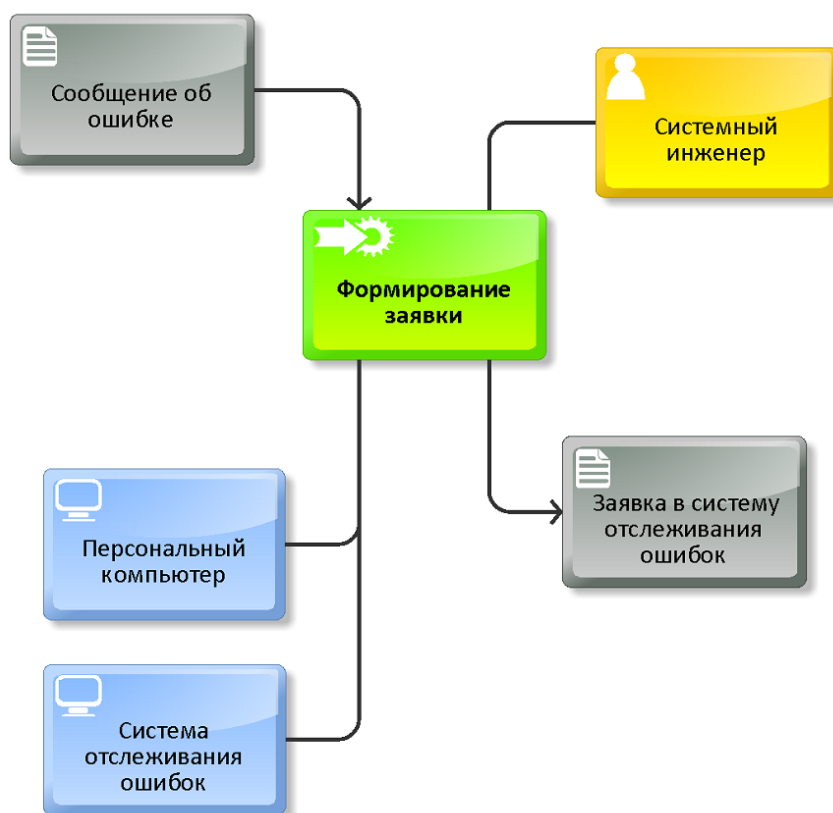 Сообщение об
ошибке
Системный
инженер
Формирование
заявки
Заявка в систему
отслеживания
ошибок
Персональный
компьютер
Система
отслеживания
ошибок